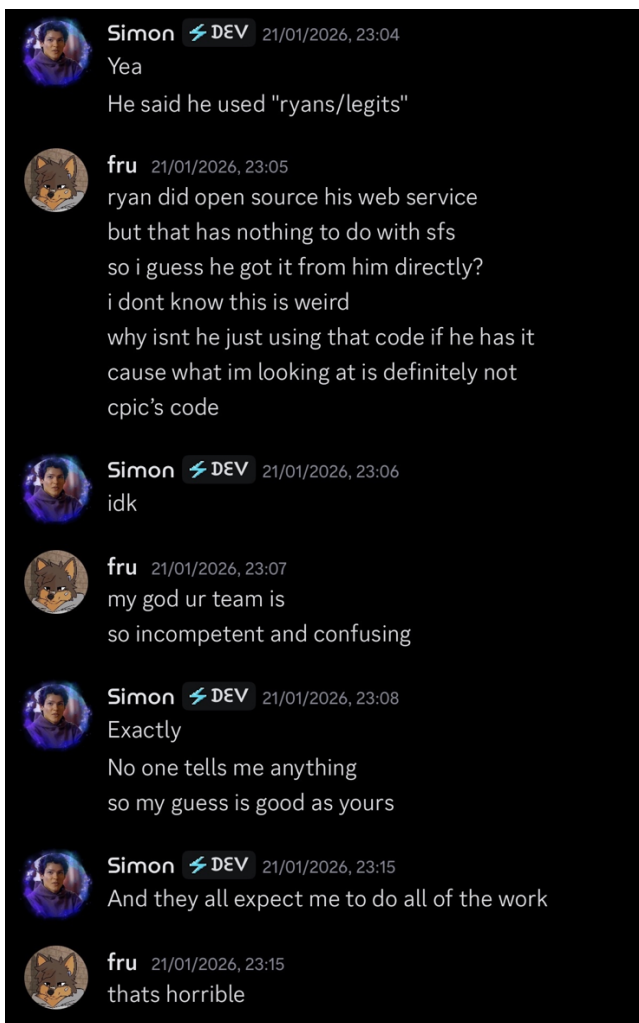 Simon DEV 21/01/2026, 23:04
Yea
He said he used "ryans/legits"
fru 21/01/2026, 23:05
ryan did open source his web service
but that has nothing to do with sfs
so i guess he got it from him directly?
i dont know this is weird
why isnt he just using that code if he has it
cause what im looking at is definitely not
cpic’s code
Simon DEV 21/01/2026, 23:06
idk
fru 21/01/2026, 23:07
my god ur team is
so incompetent and confusing
Simon DEV 21/01/2026, 23:08
Exactly
No one tells me anything
so my guess is good as yours
Simon DEV 21/01/2026, 23:15
And they all expect me to do all of the work
fru 21/01/2026, 23:15
thats horrible